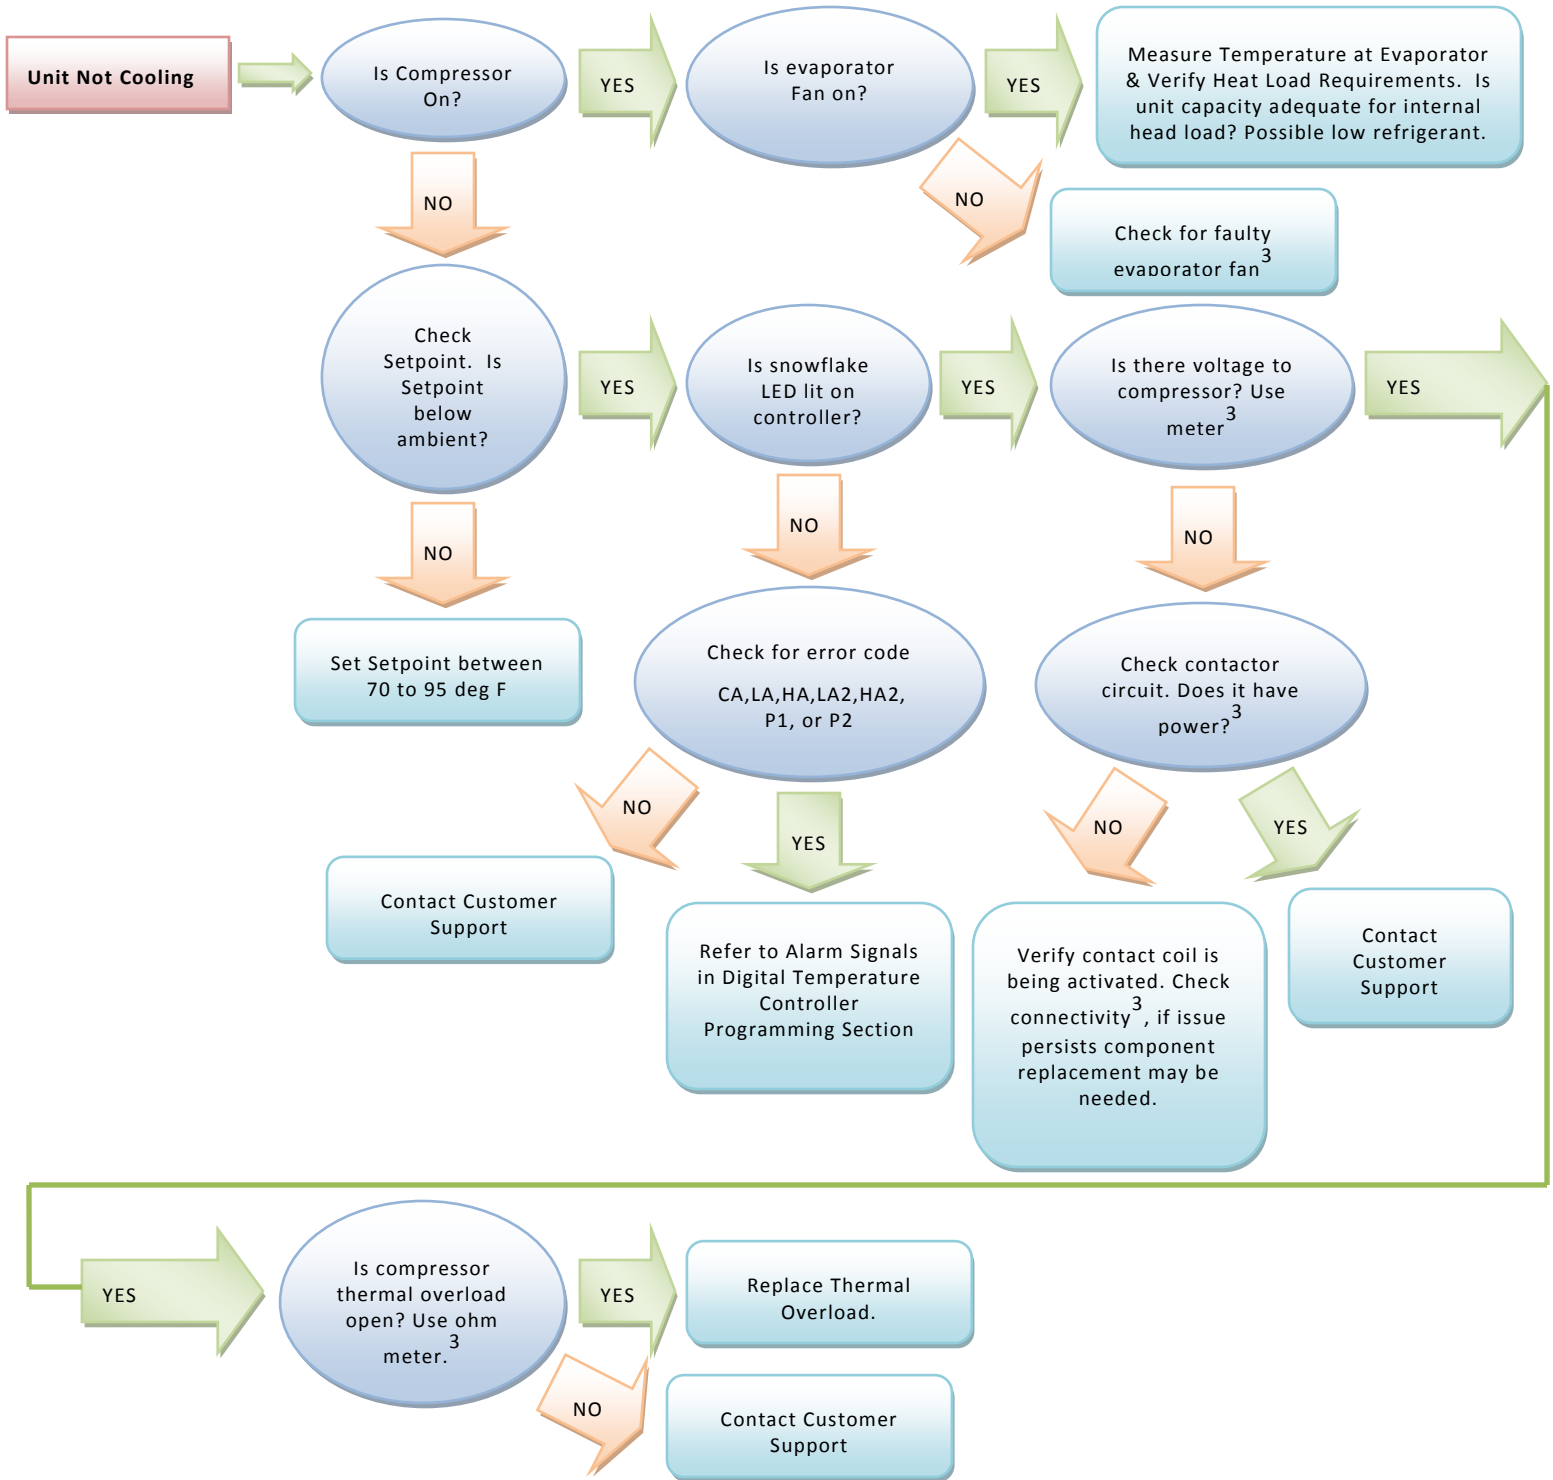 Unit Not Cooling
Is Compressor
On?
YES
Is evaporator
Fan on?
YES
Measure Temperature at Evaporator
& Verify Heat Load Requirements. Is
unit capacity adequate for internal
head load? Possible low refrigerant.
NO
NO
Check for faulty
evaporator fan3
Check
Setpoint. Is
Setpoint
below
ambient?
YES
Is snowflake
LED lit on
controller?
YES
Is there voltage to
compressor? Use
meter3
YES
NO
NO
NO
Set Setpoint between
70 to 95 deg F
Check for error code
CA,LA,HA,LA2,HA2,
P1, or P2
Check contactor
circuit. Does it have
power?3
NO
YES
NO
YES
Contact Customer
Support
Refer to Alarm Signals
in Digital Temperature
Controller
Programming Section
Verify contact coil is
being activated. Check
connectivity3, if issue
persists component
replacement may be
needed.
Contact
Customer
Support
YES
Is compressor
thermal overload
open? Use ohm
meter.3
YES
Replace Thermal
Overload.
NO
Contact Customer
Support